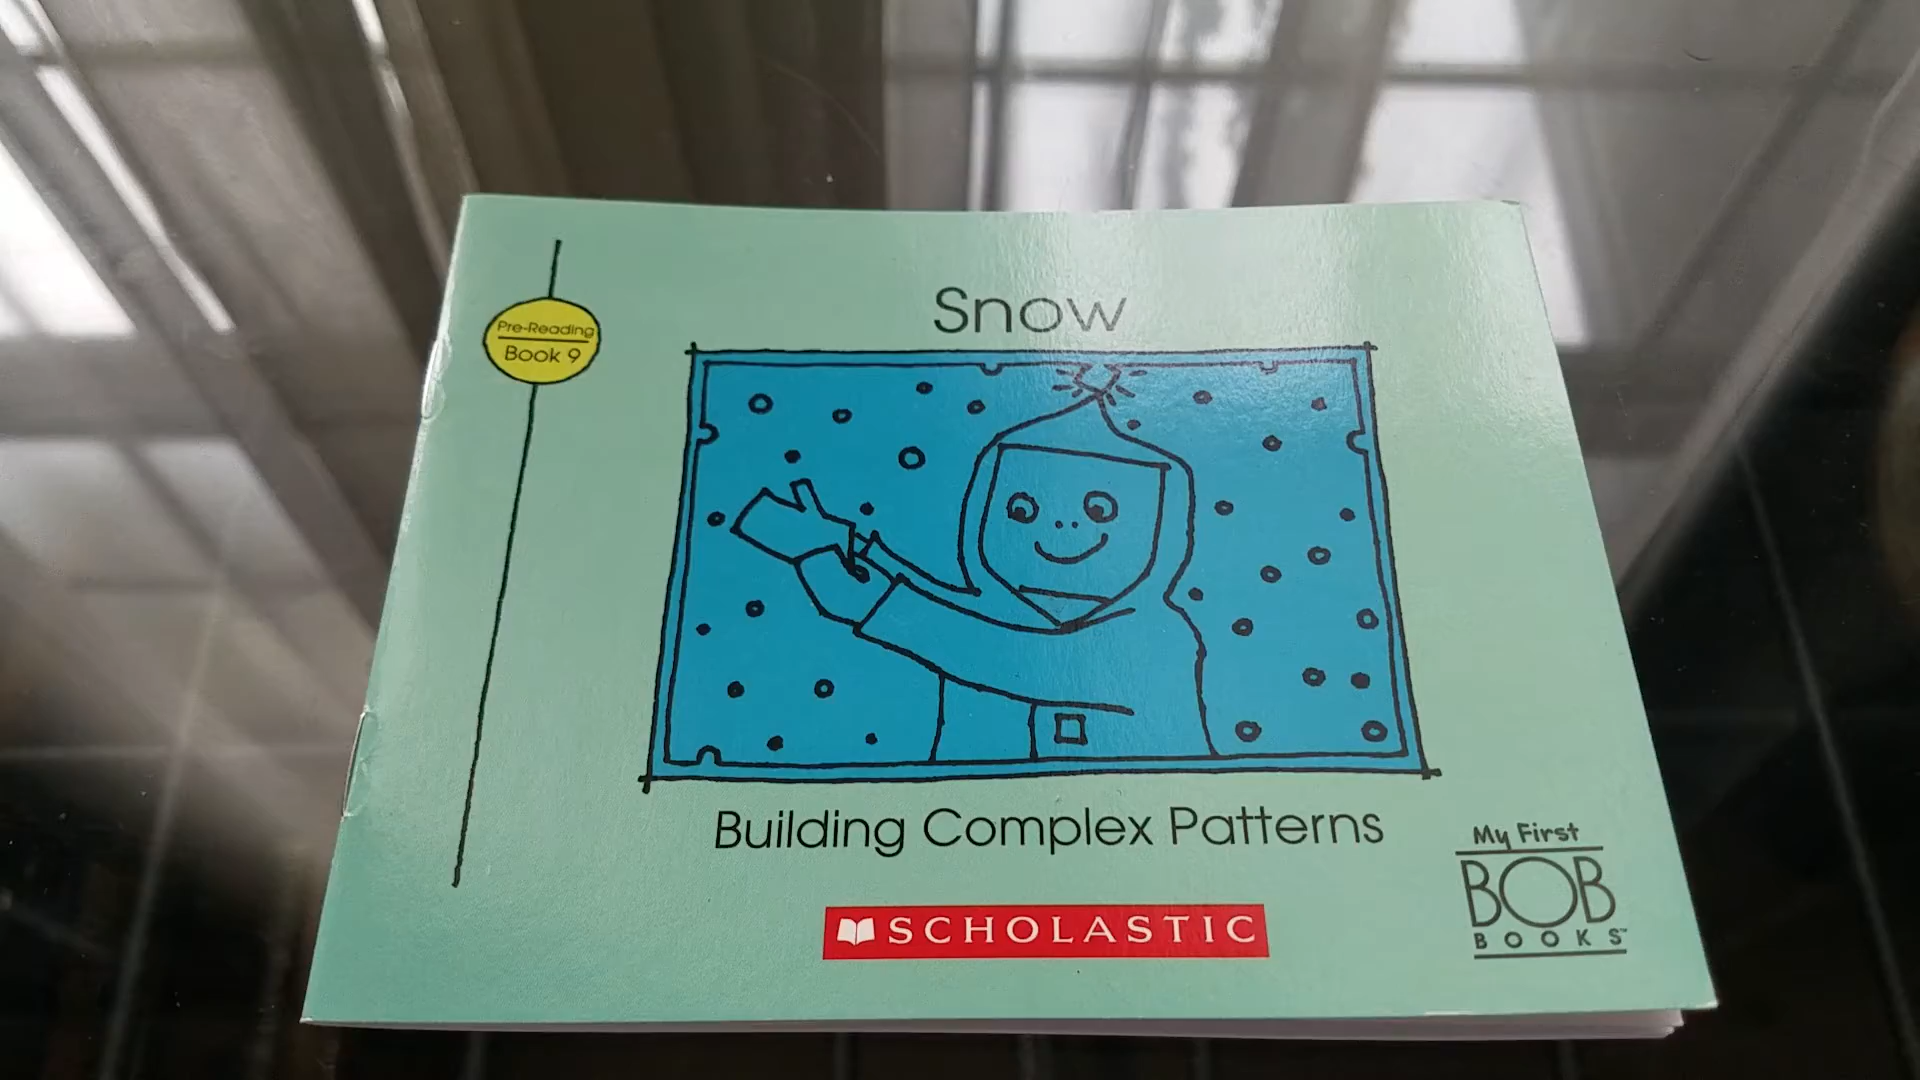 Snow
Pre-Reading
Book 9
Building Complex Patterns
My First
BOB
BOOKS™
SCHOLASTIC